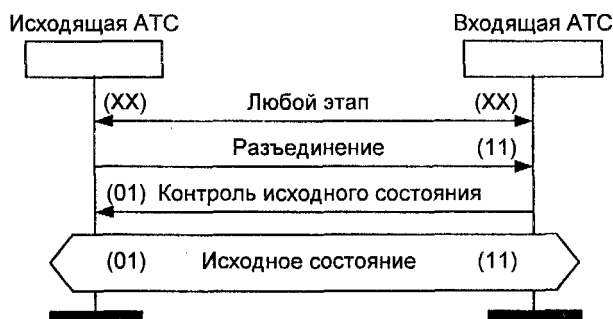 Исходящая АТС Входящая АТС
(XX) Любой этап (XX)
Разъединение (11)
(01) Контроль исходного состояния
(01) Исходное состояние (11)